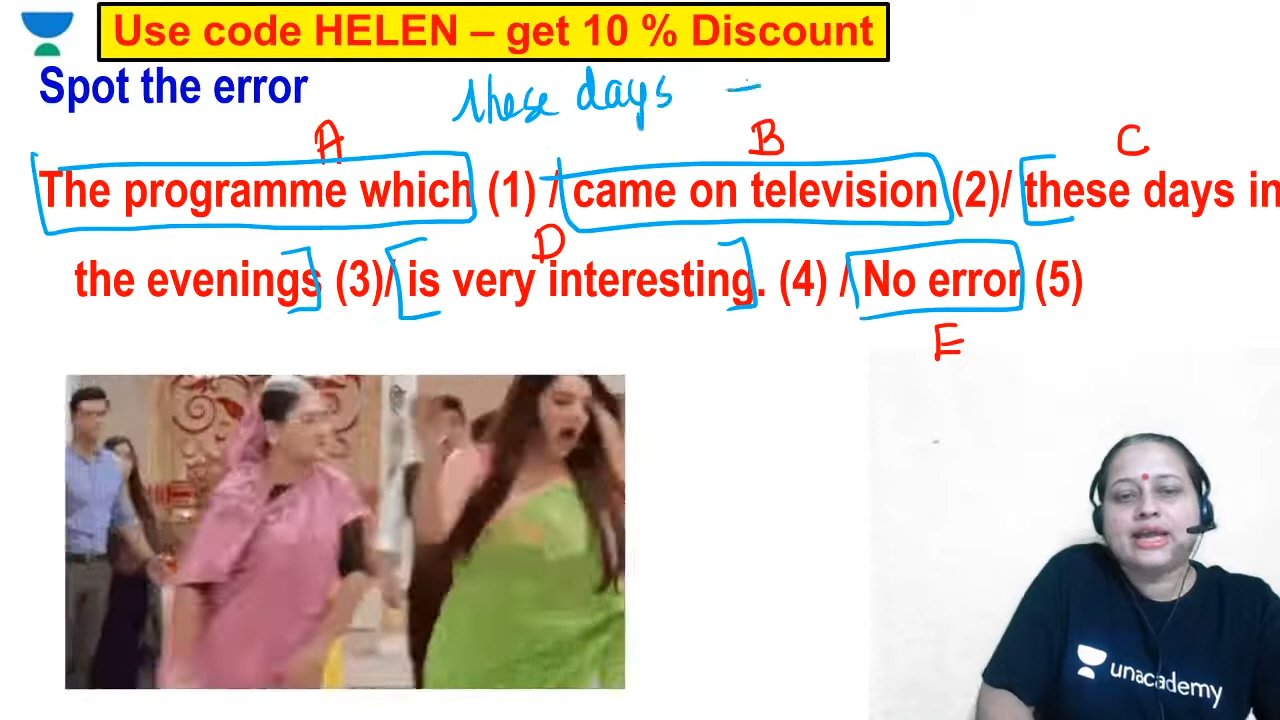 Use code HELEN – get 10 % Discount
Spot the error
these days –
A B C
The programme which (1) / came on television (2)/ these days in
D
the evenings (3)/ is very interesting. (4) / No error (5)
E
unacademy